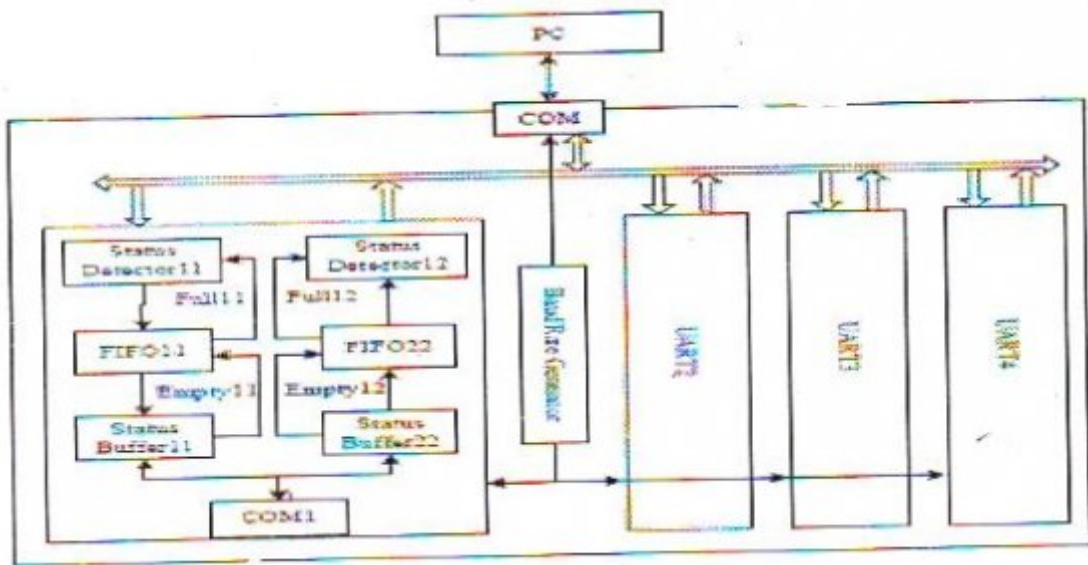 PC
COM
Status
Detector11
Status
Detector12
Full11
Full12
FIFO11
FIFO22
Empty11
Empty12
Status
Buffer11
Status
Buffer22
COM1
Generator
UART2
UART3
UART4